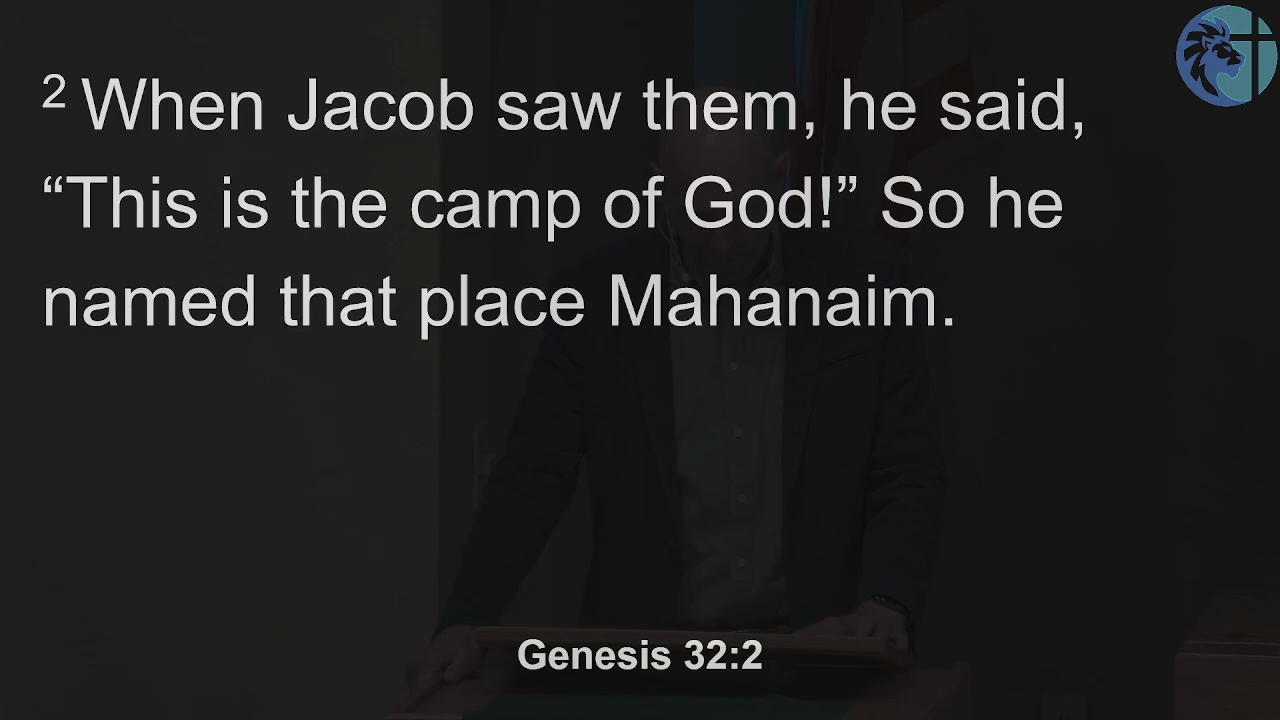 2 When Jacob saw them, he said,
“This is the camp of God!” So he
named that place Mahanaim.
Genesis 32:2